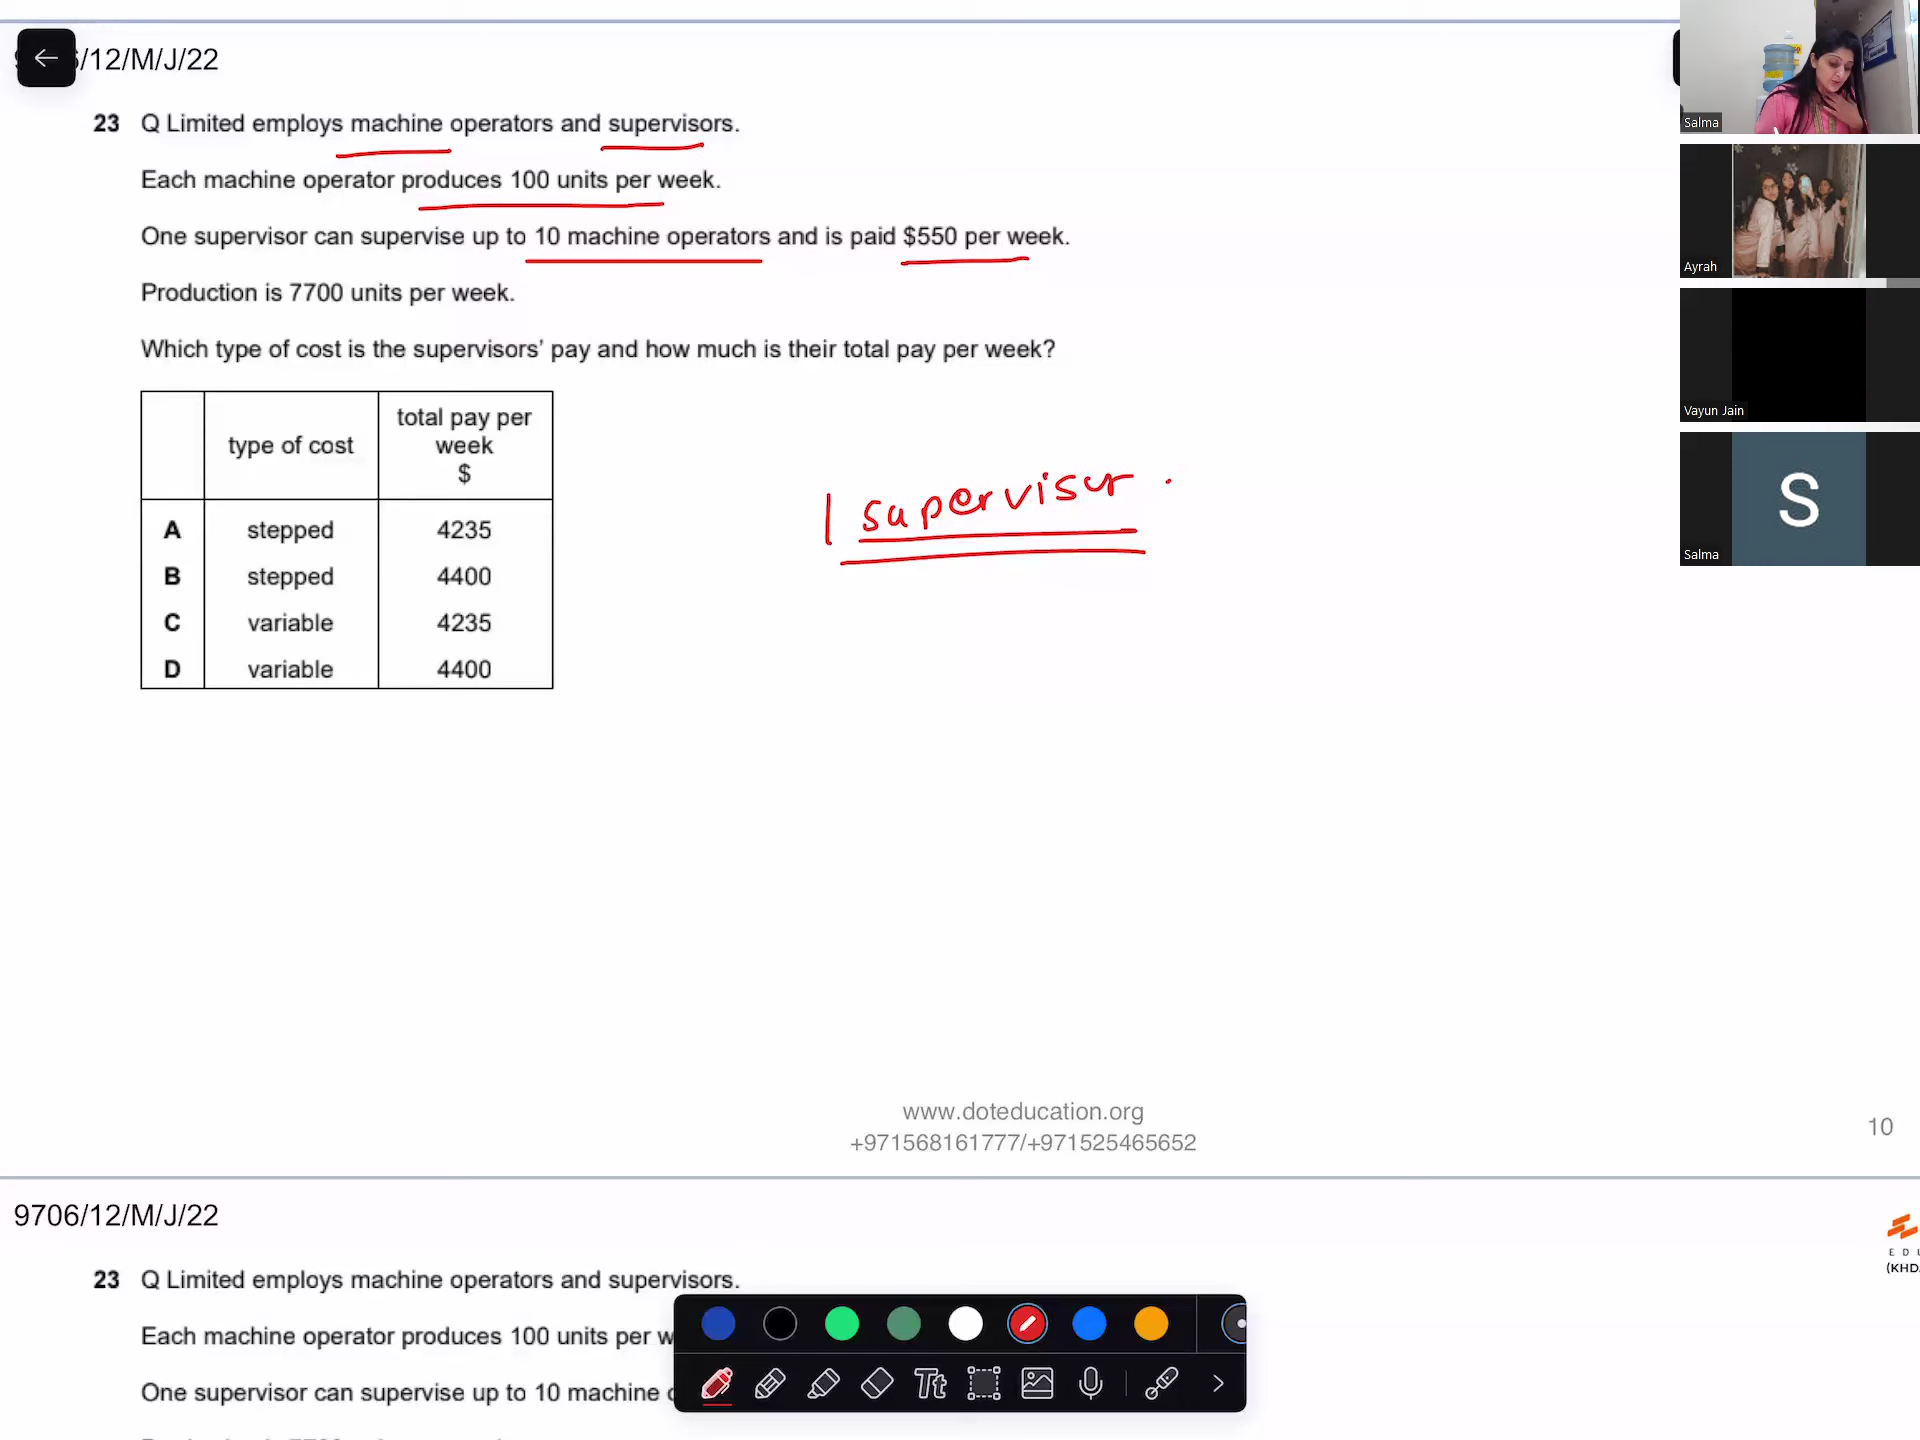 /12/M/J/22
23 Q Limited employs machine operators and supervisors.
Each machine operator produces 100 units per week.
One supervisor can supervise up to 10 machine operators and is paid $550 per week.
Production is 7700 units per week.
Which type of cost is the supervisors' pay and how much is their total pay per week?
type of cost
total pay per
week
$
A stepped 4235
B stepped 4400
C variable 4235
D variable 4400
1 supervisor.
www.doteducation.org
+971568161777/+971525465652
10
9706/12/M/J/22
23 Q Limited employs machine operators and supervisors.
Each machine operator produces 100 units per w
One supervisor can supervise up to 10 machine
EDU
(KHD
Tt
Salma
Ayrah
Vayun Jain
S
Salma